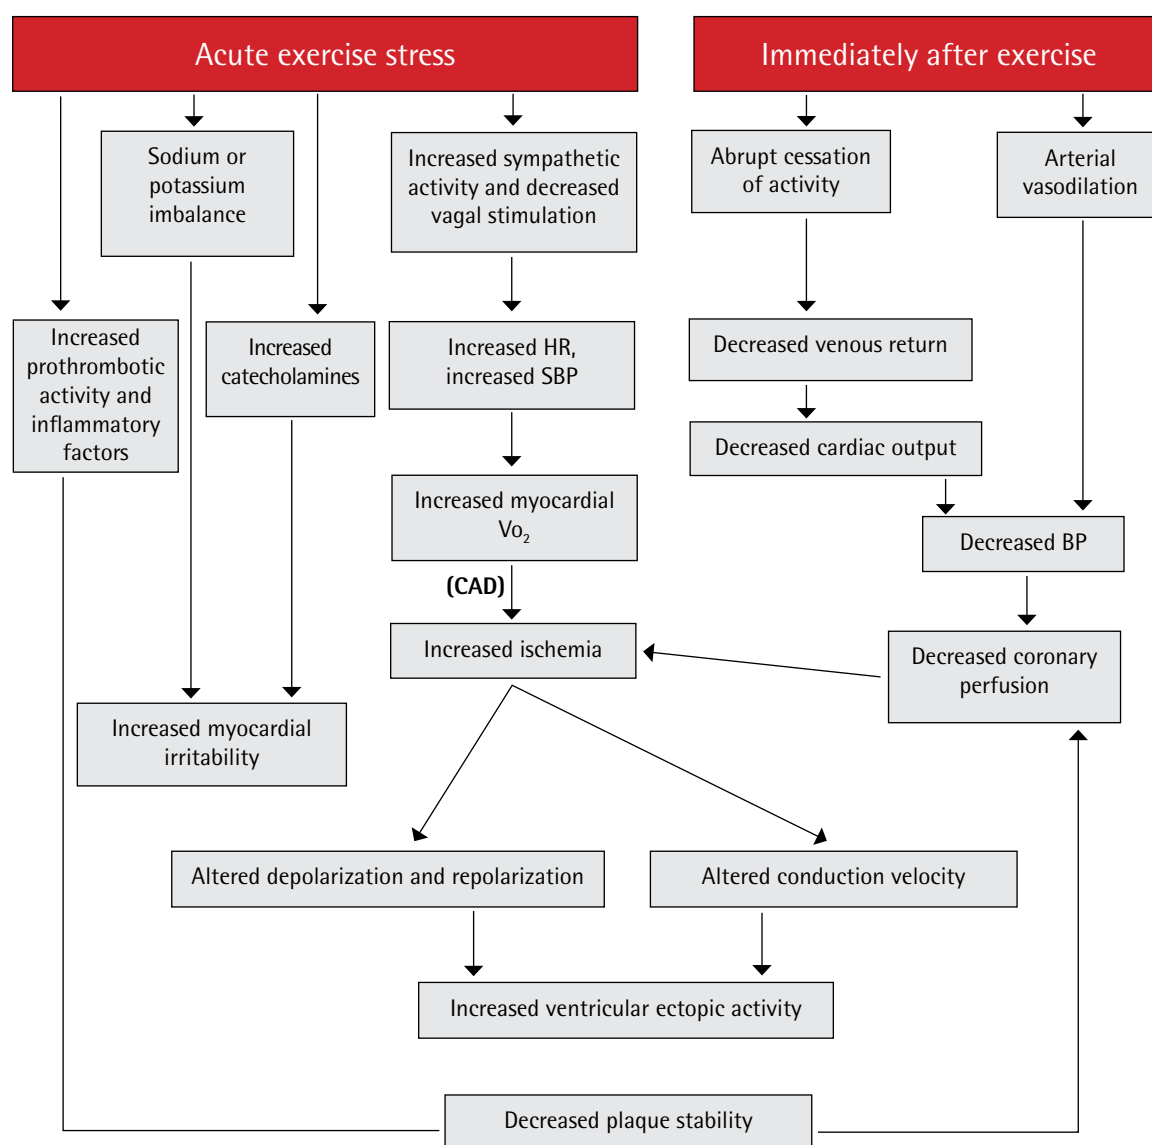 Acute exercise stress
Immediately after exercise
Sodium or
potassium
imbalance
Increased sympathetic
activity and decreased
vagal stimulation
Abrupt cessation
of activity
Arterial
vasodilation
Increased
prothrombotic
activity and
inflammatory
factors
Increased
catecholamines
Increased HR,
increased SBP
Decreased venous return
Decreased cardiac output
Increased myocardial
Vo₂
Decreased BP
(CAD)
Increased ischemia
Decreased coronary
perfusion
Increased myocardial
irritability
Altered depolarization and repolarization
Altered conduction velocity
Increased ventricular ectopic activity
Decreased plaque stability